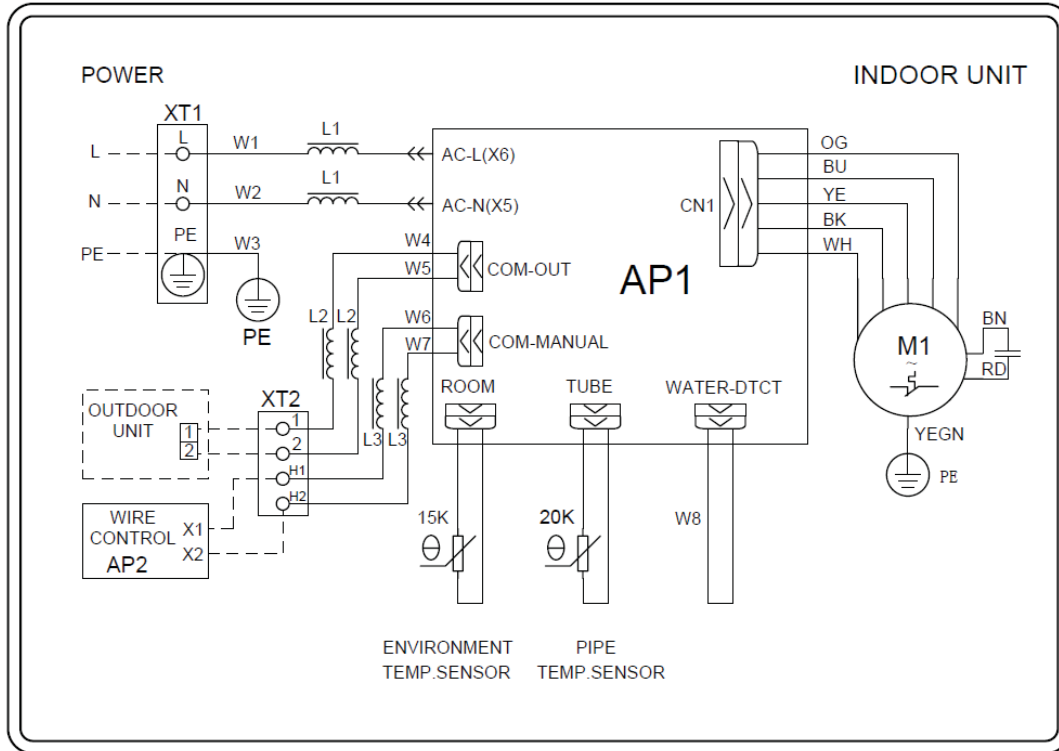 POWER
INDOOR UNIT
XT1
L
L
W1
L1
AC-L(X6)
N
N
W2
L1
AC-N(X5)
PE
PE
W3
PE
W4
W5
COM-OUT
W6
W7
COM-MANUAL
L2
L2
L3
L3
AP1
CN1
OG
BU
YE
BK
WH
M1
~
BN
RD
YEGN
PE
ROOM
TUBE
WATER-DTCT
OUTDOOR
UNIT
1
2
XT2
1
2
H1
H2
WIRE
CONTROL
AP2
X1
X2
15K
θ
20K
θ
W8
ENVIRONMENT
TEMP.SENSOR
PIPE
TEMP.SENSOR